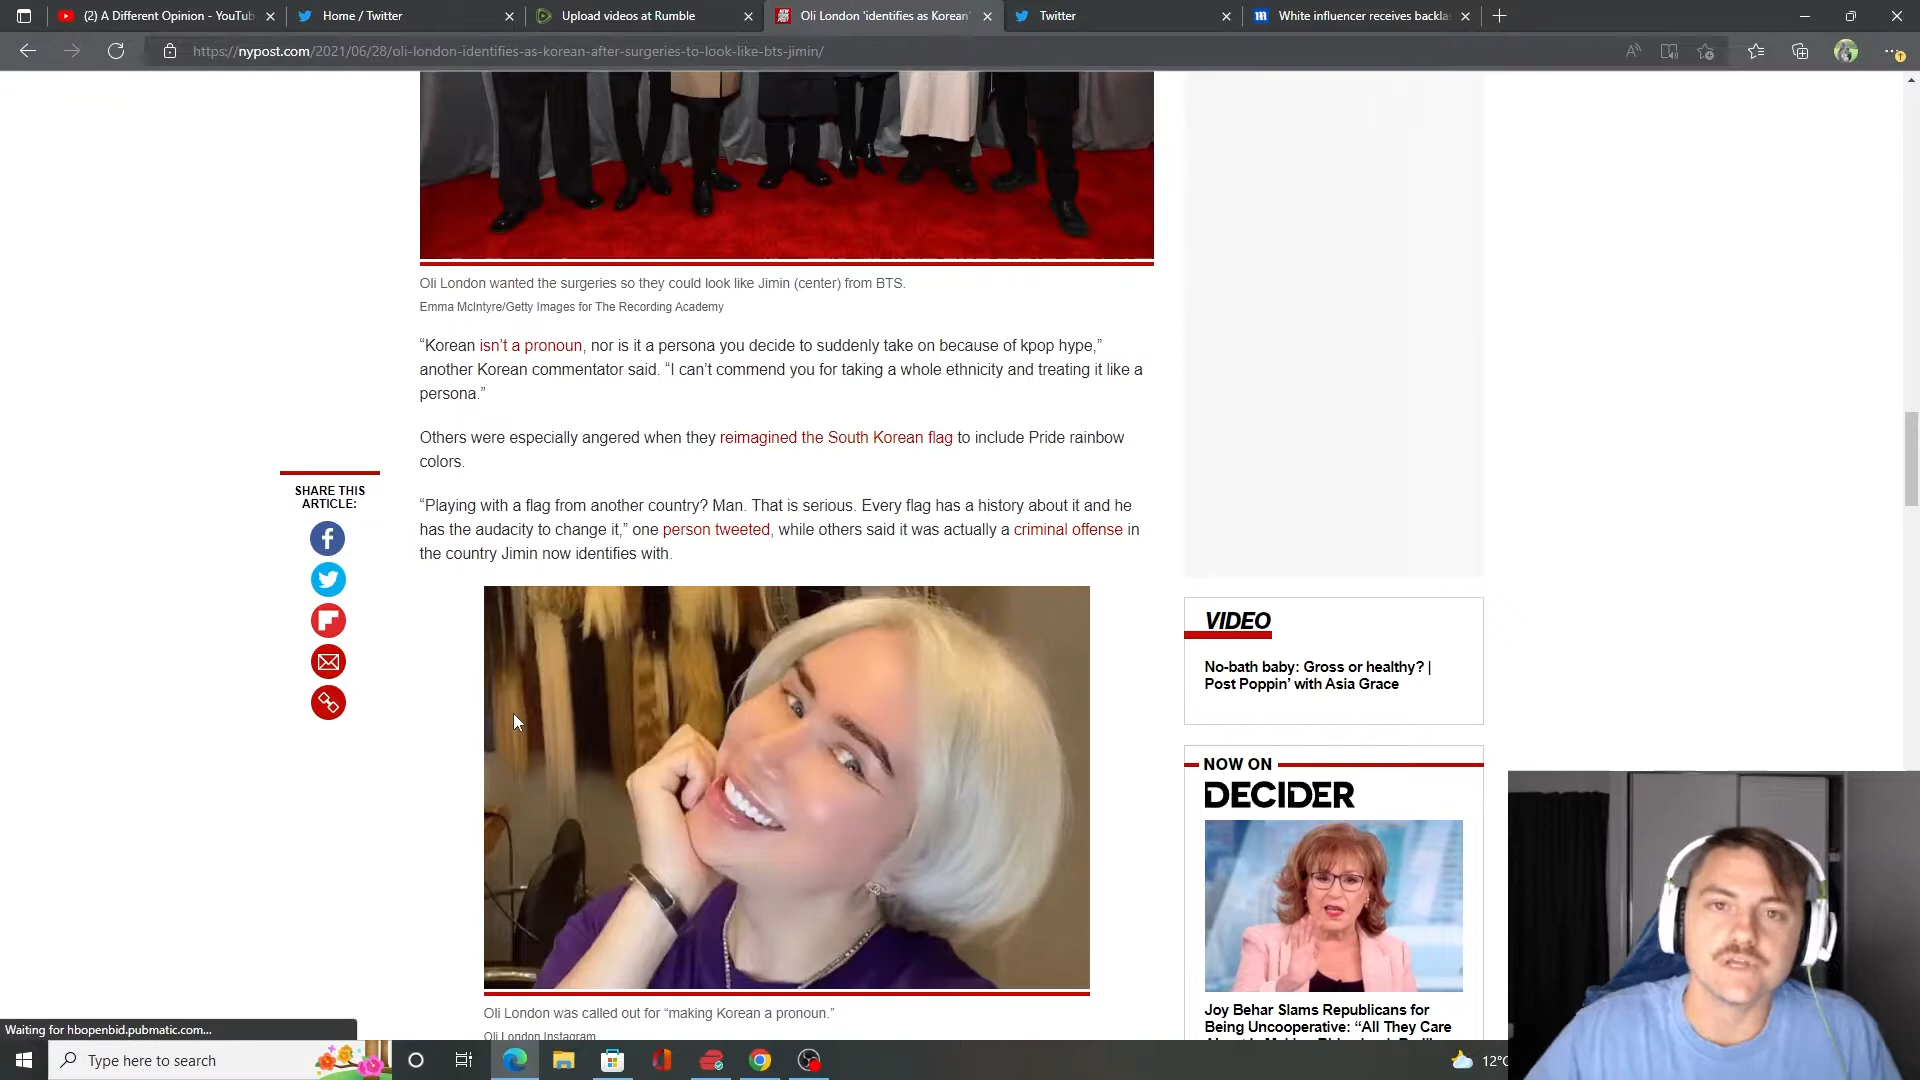 (2) A Different Opinion - YouTub
Home / Twitter
Upload videos at Rumble
Oli London 'identifies as Korean'
Twitter
White influencer receives backla
https://nypost.com/2021/06/28/oli-london-identifies-as-korean-after-surgeries-to-look-like-bts-jimin/
Oli London wanted the surgeries so they could look like Jimin (center) from BTS.
Emma McIntyre/Getty Images for The Recording Academy
“Korean isn’t a pronoun, nor is it a persona you decide to suddenly take on because of kpop hype,”
another Korean commentator said. “I can’t commend you for taking a whole ethnicity and treating it like a
persona.”
Others were especially angered when they reimagined the South Korean flag to include Pride rainbow
colors.
“Playing with a flag from another country? Man. That is serious. Every flag has a history about it and he
has the audacity to change it,” one person tweeted, while others said it was actually a criminal offense in
the country Jimin now identifies with.
SHARE THIS
ARTICLE:
Oli London was called out for “making Korean a pronoun.”
Oli London Instagram
VIDEO
No-bath baby: Gross or healthy? |
Post Poppin’ with Asia Grace
NOW ON
DECIDER
Joy Behar Slams Republicans for
Being Uncooperative: “All They Care
Waiting for hbopenbid.pubmatic.com...
Type here to search
12°C